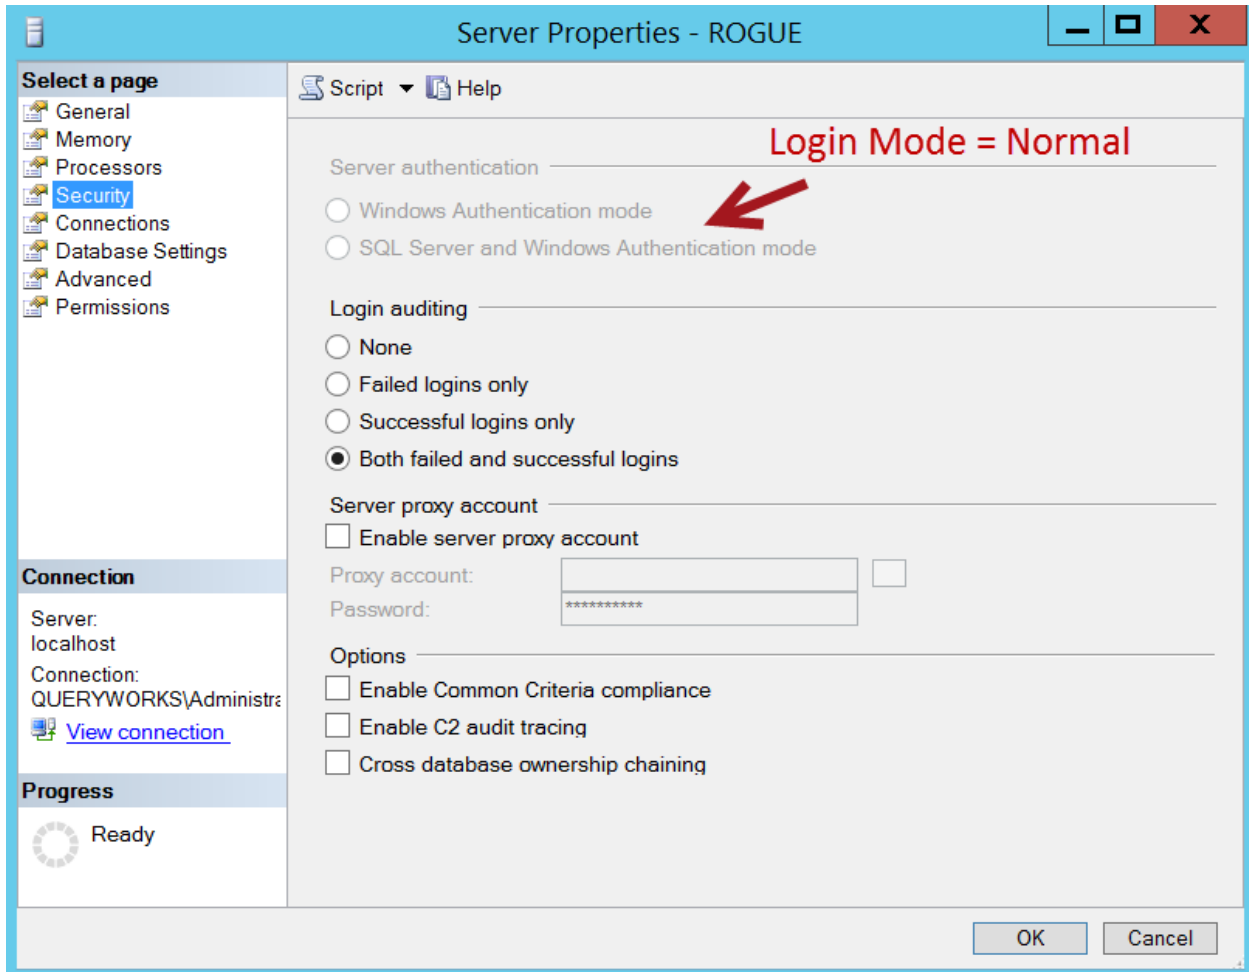 Server Properties - ROGUE
X
Select a page
General
Memory
Processors
Security
Connections
Database Settings
Advanced
Permissions
Connection
Server:
localhost
Connection:
QUERYWORKS\Administra
View connection
Progress
Ready
Script Help
Login Mode = Normal
Server authentication
Windows Authentication mode
SQL Server and Windows Authentication mode
Login auditing
None
Failed logins only
Successful logins only
Both failed and successful logins
Server proxy account
Enable server proxy account
Proxy account:
Password: **********
Options
Enable Common Criteria compliance
Enable C2 audit tracing
Cross database ownership chaining
OK Cancel